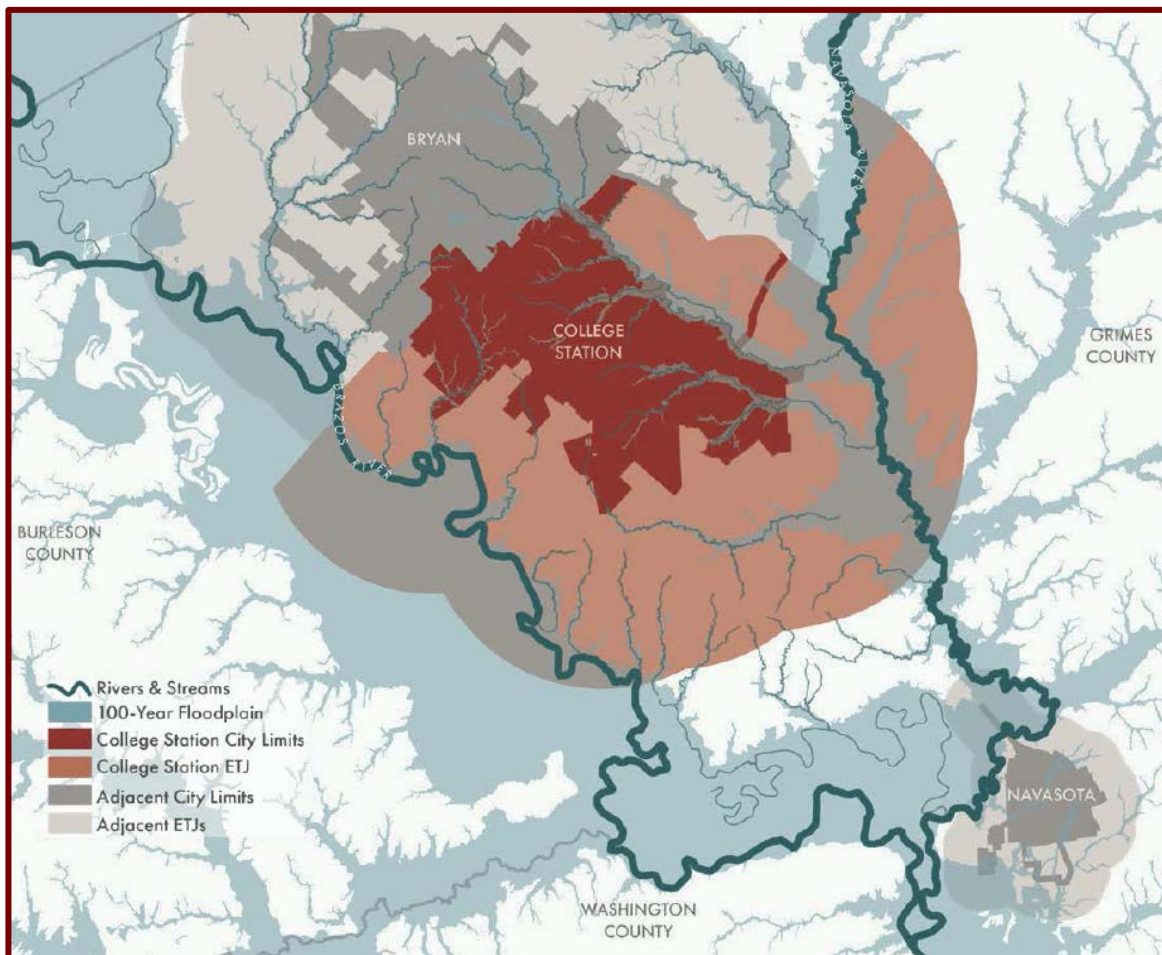 NAVASOTA RIVER
BRYAN
COLLEGE
STATION
GRIMES
COUNTY
BRAZOS RIVER
BURLESON
COUNTY
Rivers & Streams
100-Year Floodplain
College Station City Limits
College Station ETJ
Adjacent City Limits
Adjacent ETJs
NAVASOTA
WASHINGTON
COUNTY